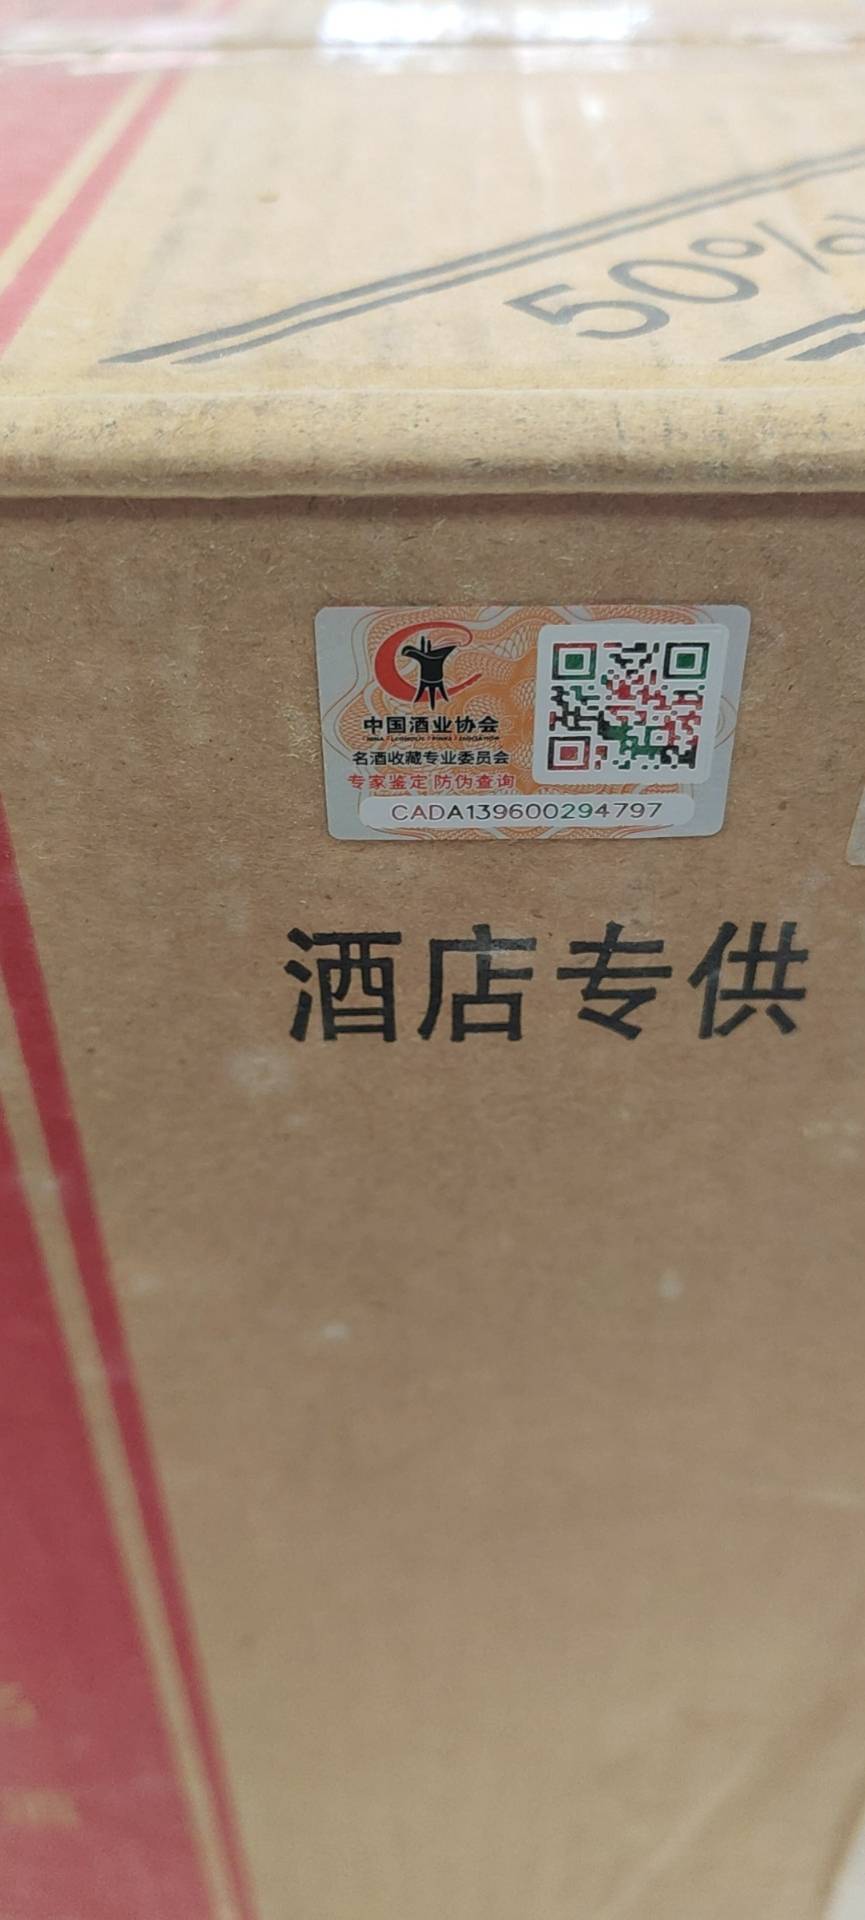 50%
中国酒业协会
名酒收藏专业委员会
专家鉴定 防伪查询
CADA139600294797
酒店专供